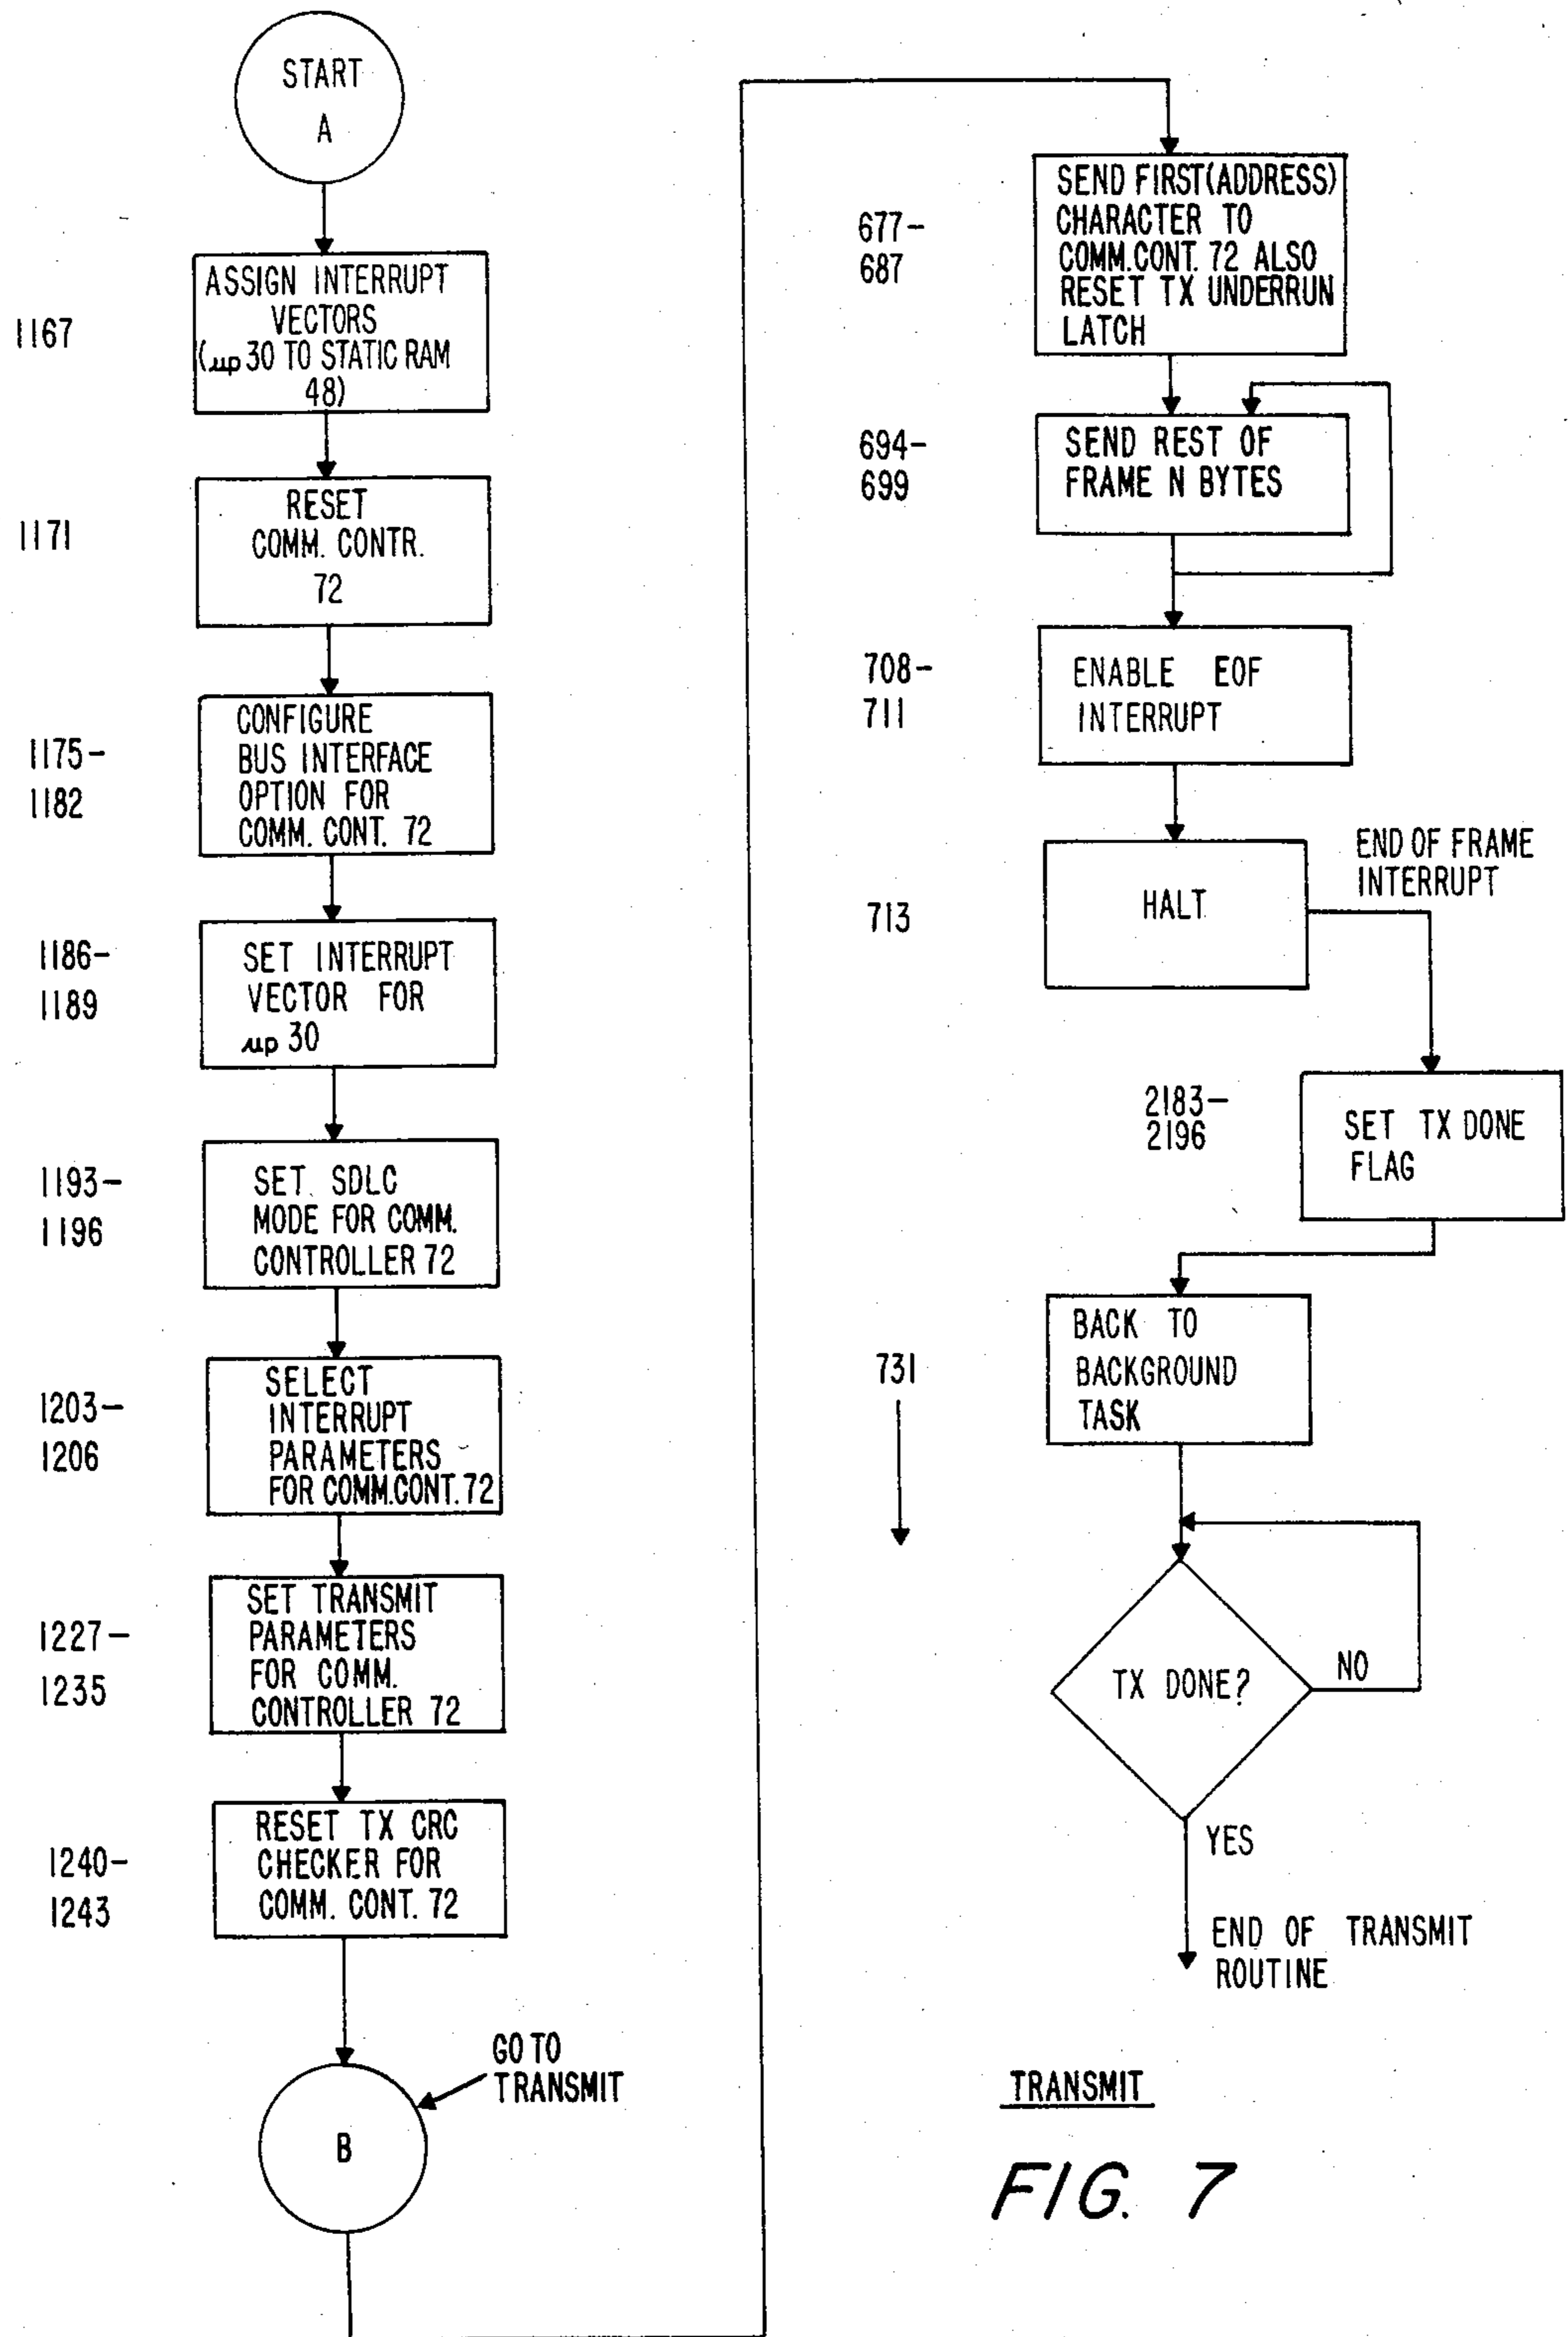 START
A
1167
ASSIGN INTERRUPT
VECTORS
(µp 30 TO STATIC RAM
48)
1171
RESET
COMM. CONTR.
72
1175-
1182
CONFIGURE
BUS INTERFACE
OPTION FOR
COMM. CONT. 72
1186-
1189
SET INTERRUPT
VECTOR FOR
µp 30
1193-
1196
SET SDLC
MODE FOR COMM.
CONTROLLER 72
1203-
1206
SELECT
INTERRUPT
PARAMETERS
FOR COMM.CONT.72
1227-
1235
SET TRANSMIT
PARAMETERS
FOR COMM.
CONTROLLER 72
1240-
1243
RESET TX CRC
CHECKER FOR
COMM. CONT. 72
GO TO
TRANSMIT
B
677-
687
SEND FIRST(ADDRESS)
CHARACTER TO
COMM.CONT. 72 ALSO
RESET TX UNDERRUN
LATCH
694-
699
SEND REST OF
FRAME N BYTES
708-
711
ENABLE EOF
INTERRUPT
713
HALT
END OF FRAME
INTERRUPT
2183-
2196
SET TX DONE
FLAG
731
BACK TO
BACKGROUND
TASK
TX DONE?
NO
YES
END OF TRANSMIT
ROUTINE
TRANSMIT
FIG. 7